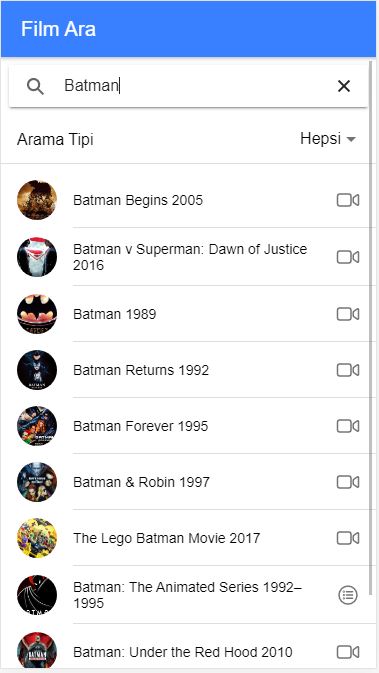 Film Ara
Batman
Arama Tipi
Hepsi
Batman Begins 2005
Batman v Superman: Dawn of Justice
2016
Batman 1989
Batman Returns 1992
Batman Forever 1995
Batman & Robin 1997
The Lego Batman Movie 2017
Batman: The Animated Series 1992–
1995
Batman: Under the Red Hood 2010